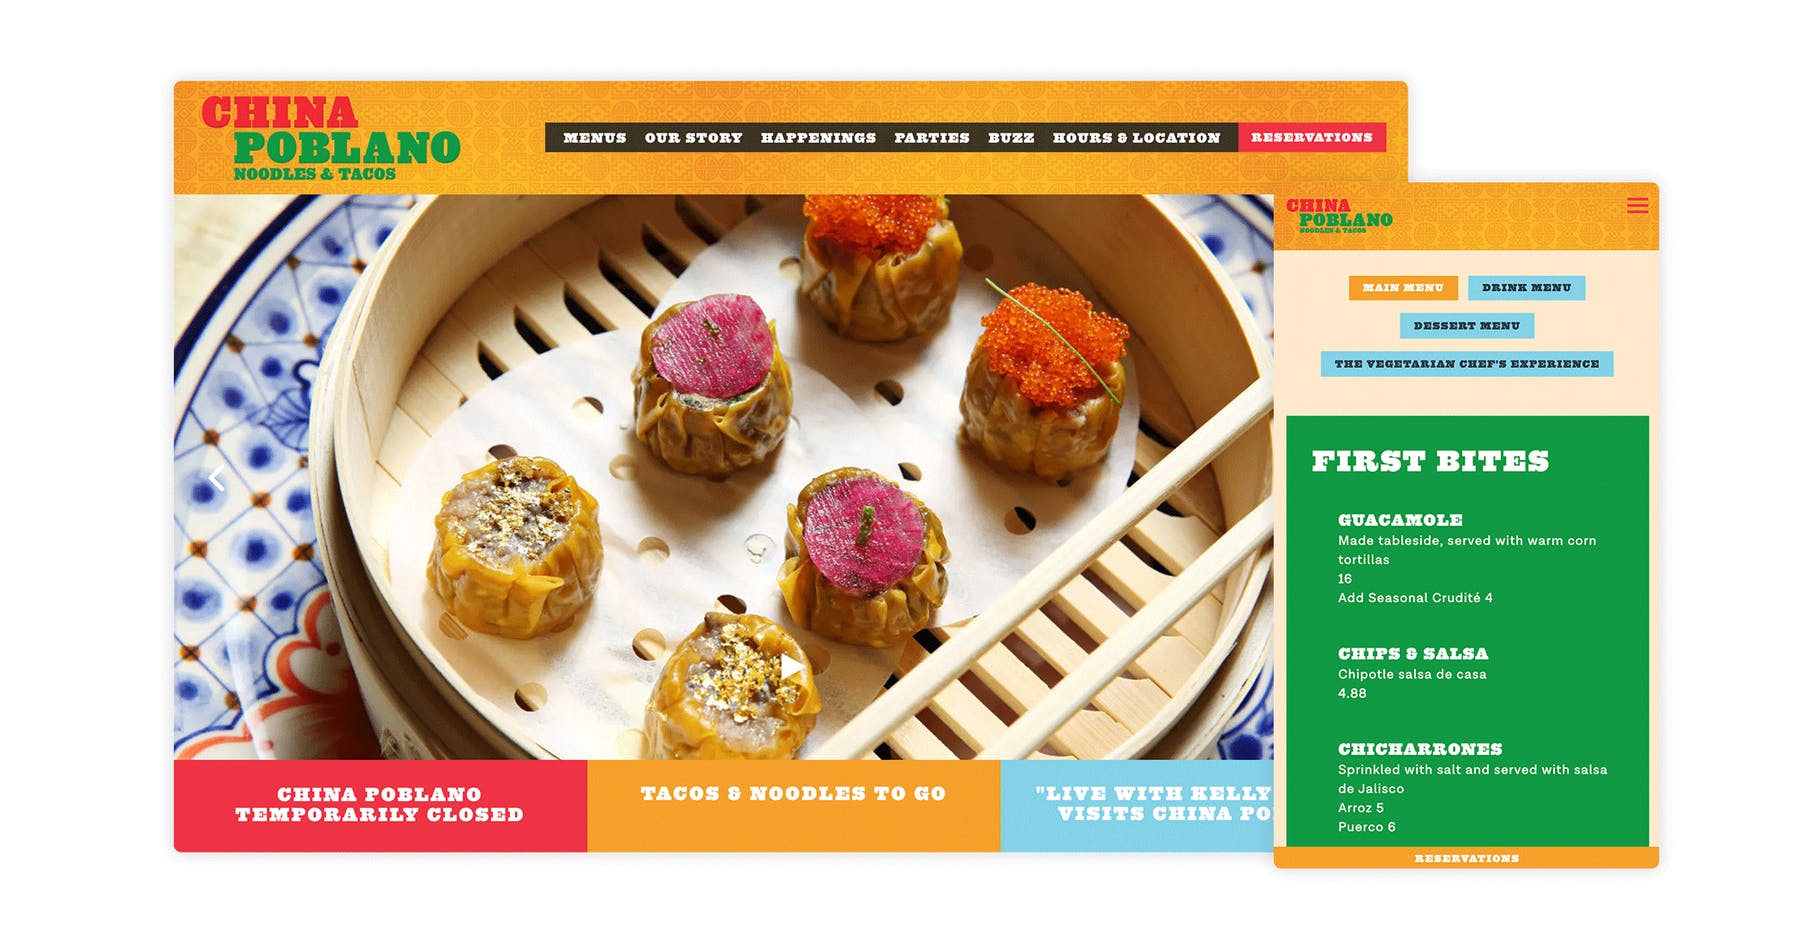 CHINA
POBLANO
NOODLES & TACOS
MENUS OUR STORY HAPPENINGS PARTIES BUZZ HOURS & LOCATION RESERVATIONS
CHINA POBLANO
TEMPORARILY CLOSED
TACOS & NOODLES TO GO
"LIVE WITH KELLY
VISITS CHINA PO
CHINA
POBLANO
NOODLES & TACOS
MAIN MENU DRINK MENU
DESSERT MENU
THE VEGETARIAN CHEF'S EXPERIENCE
FIRST BITES
GUACAMOLE
Made tableside, served with warm corn
tortillas
16
Add Seasonal Crudité 4
CHIPS & SALSA
Chipotle salsa de casa
4.88
CHICHARRONES
Sprinkled with salt and served with salsa
de Jalisco
Arroz 5
Puerco 6
RESERVATIONS